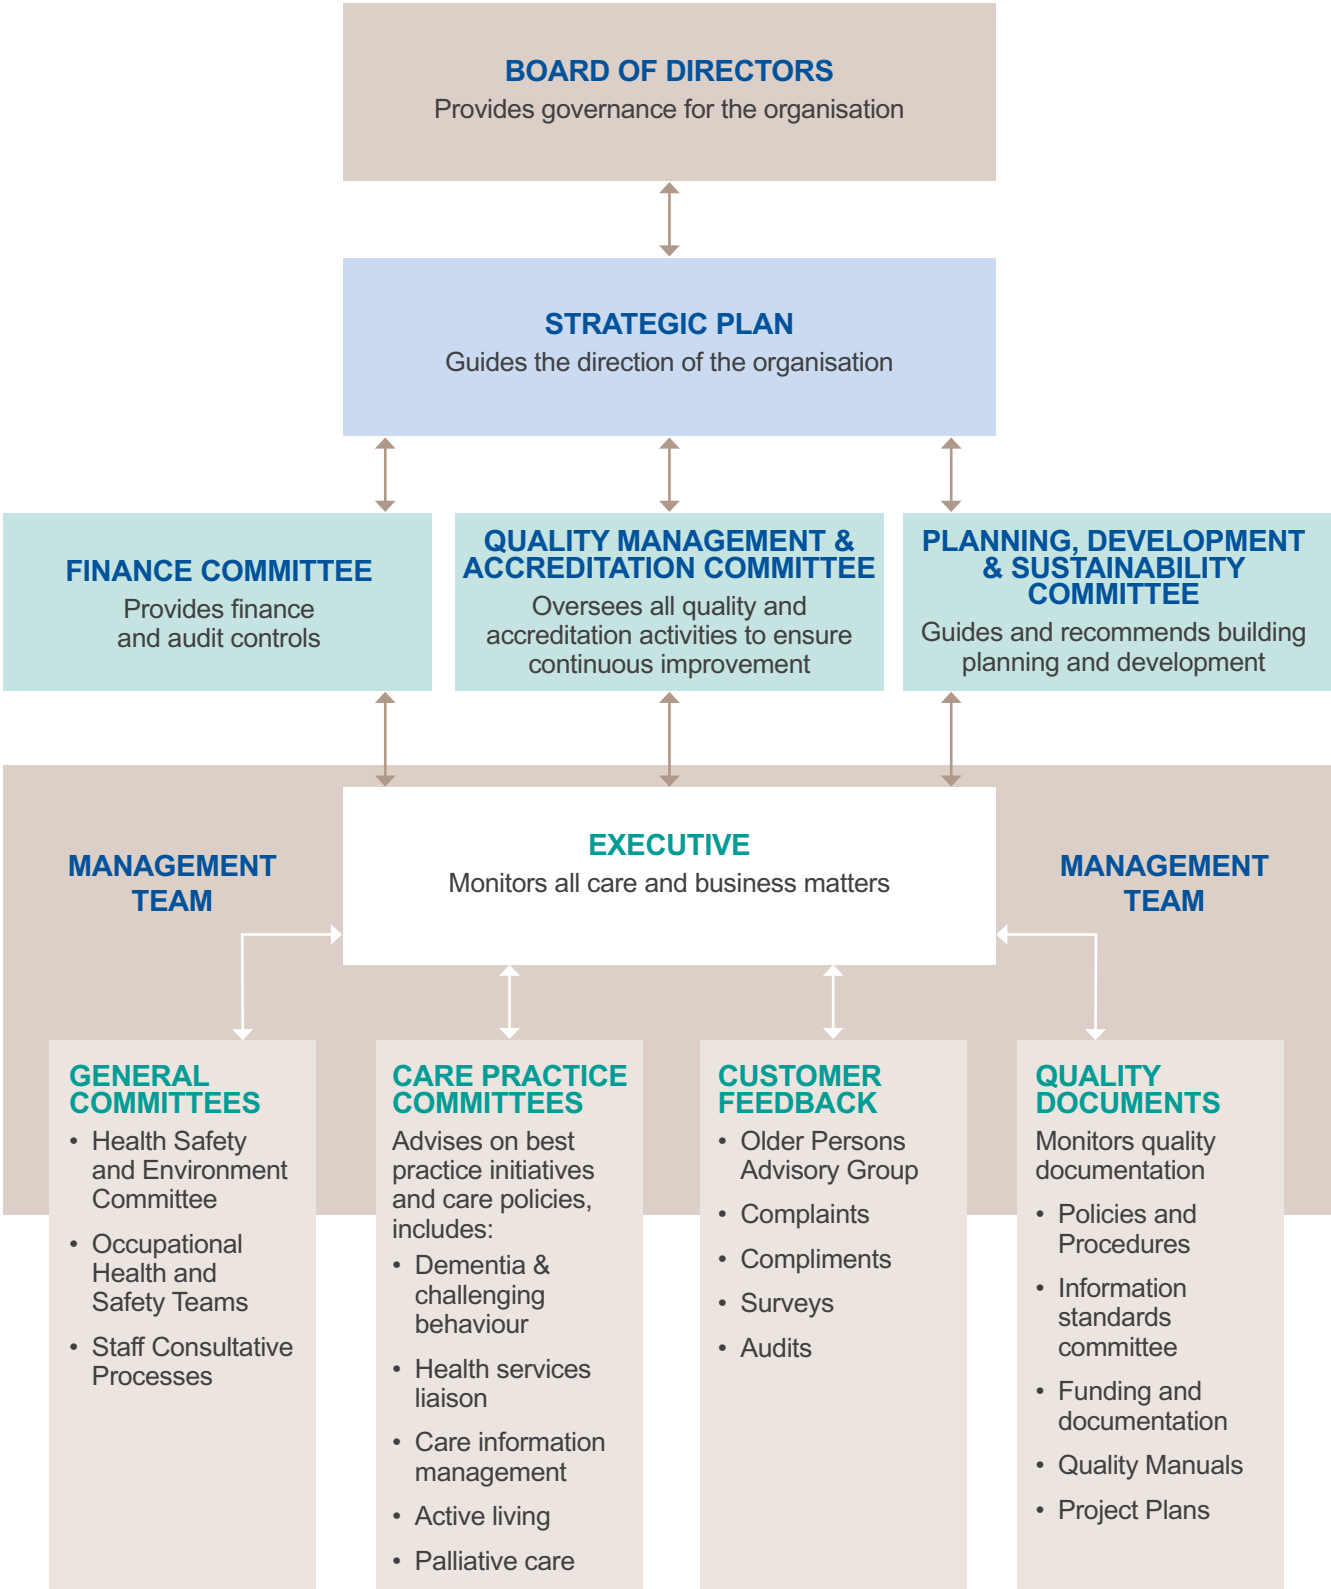 BOARD OF DIRECTORS
Provides governance for the organisation
STRATEGIC PLAN
Guides the direction of the organisation
FINANCE COMMITTEE
Provides finance
and audit controls
QUALITY MANAGEMENT &
ACCREDITATION COMMITTEE
Oversees all quality and
accreditation activities to ensure
continuous improvement
PLANNING, DEVELOPMENT
& SUSTAINABILITY
COMMITTEE
Guides and recommends building
planning and development
MANAGEMENT
TEAM
EXECUTIVE
Monitors all care and business matters
MANAGEMENT
TEAM
GENERAL
COMMITTEES
• Health Safety
and Environment
Committee
• Occupational
Health and
Safety Teams
• Staff Consultative
Processes
CARE PRACTICE
COMMITTEES
Advises on best
practice initiatives
and care policies,
includes:
• Dementia &
challenging
behaviour
• Health services
liaison
• Care information
management
• Active living
• Palliative care
CUSTOMER
FEEDBACK
• Older Persons
Advisory Group
• Complaints
• Compliments
• Surveys
• Audits
QUALITY
DOCUMENTS
Monitors quality
documentation
• Policies and
Procedures
• Information
standards
committee
• Funding and
documentation
• Quality Manuals
• Project Plans